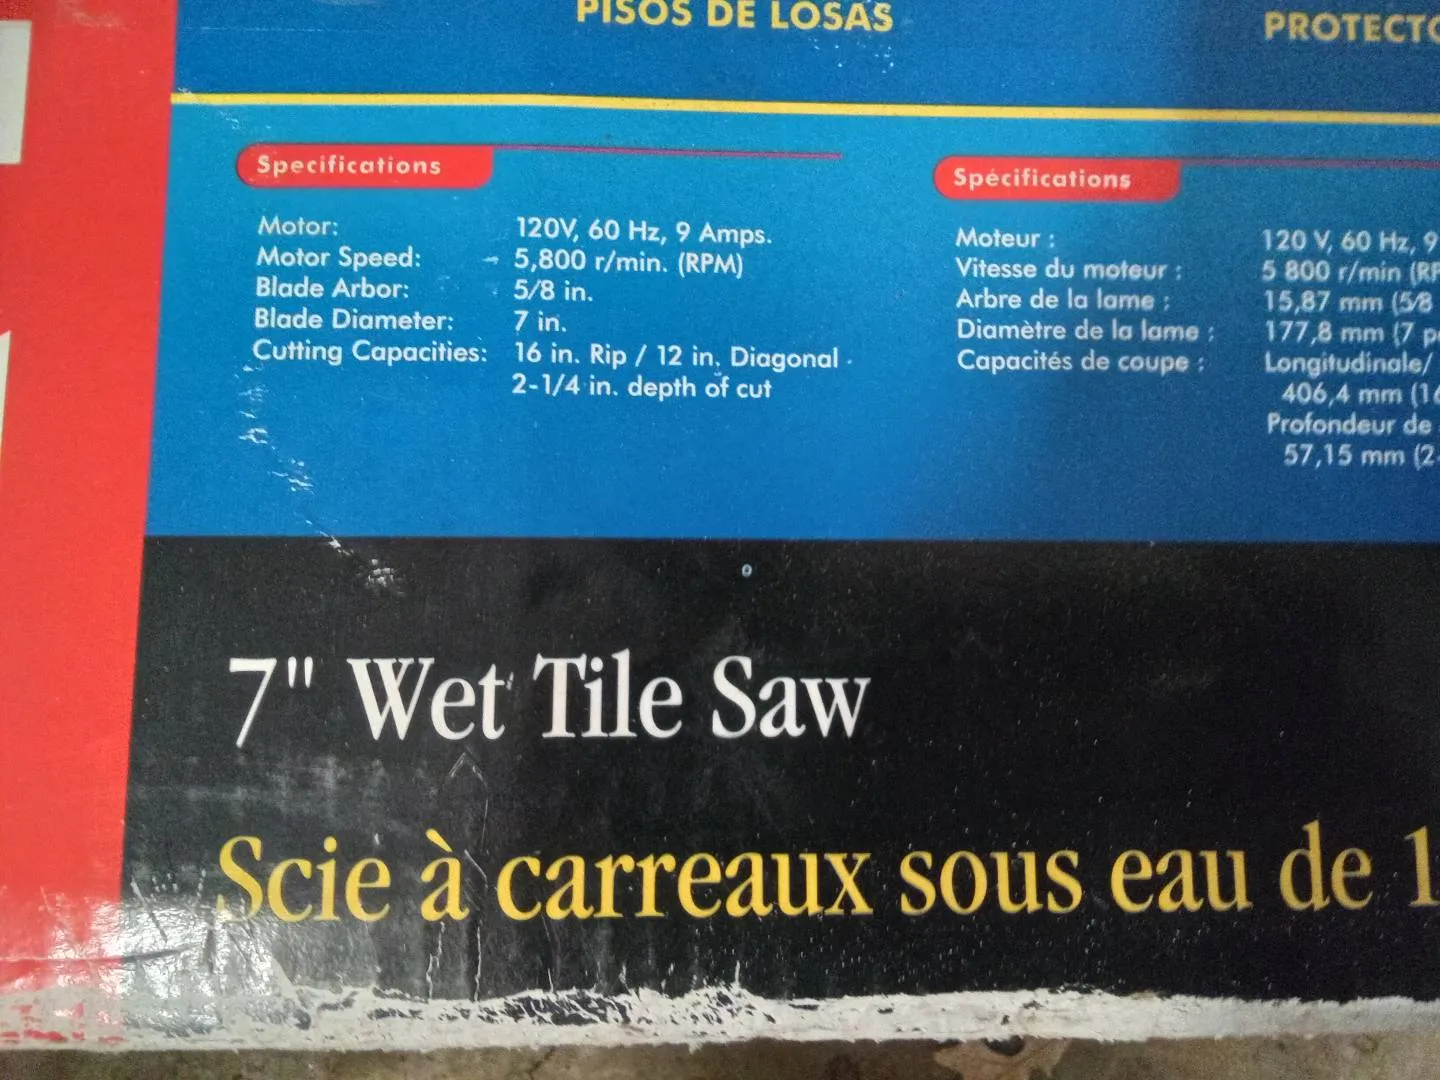 PISOS DE LOSAS
PROTECTO
Specifications
Motor: 120V, 60 Hz, 9 Amps.
Motor Speed: 5,800 r/min. (RPM)
Blade Arbor: 5/8 in.
Blade Diameter: 7 in.
Cutting Capacities: 16 in. Rip / 12 in. Diagonal
2-1/4 in. depth of cut
Spécifications
Moteur : 120 V, 60 Hz, 9
Vitesse du moteur : 5 800 r/min (RP
Arbre de la lame : 15,87 mm (5/8
Diamètre de la lame : 177,8 mm (7 p
Capacités de coupe : Longitudinale/
406,4 mm (16
Profondeur de
57,15 mm (2-
7" Wet Tile Saw
Scie à carreaux sous eau de 1